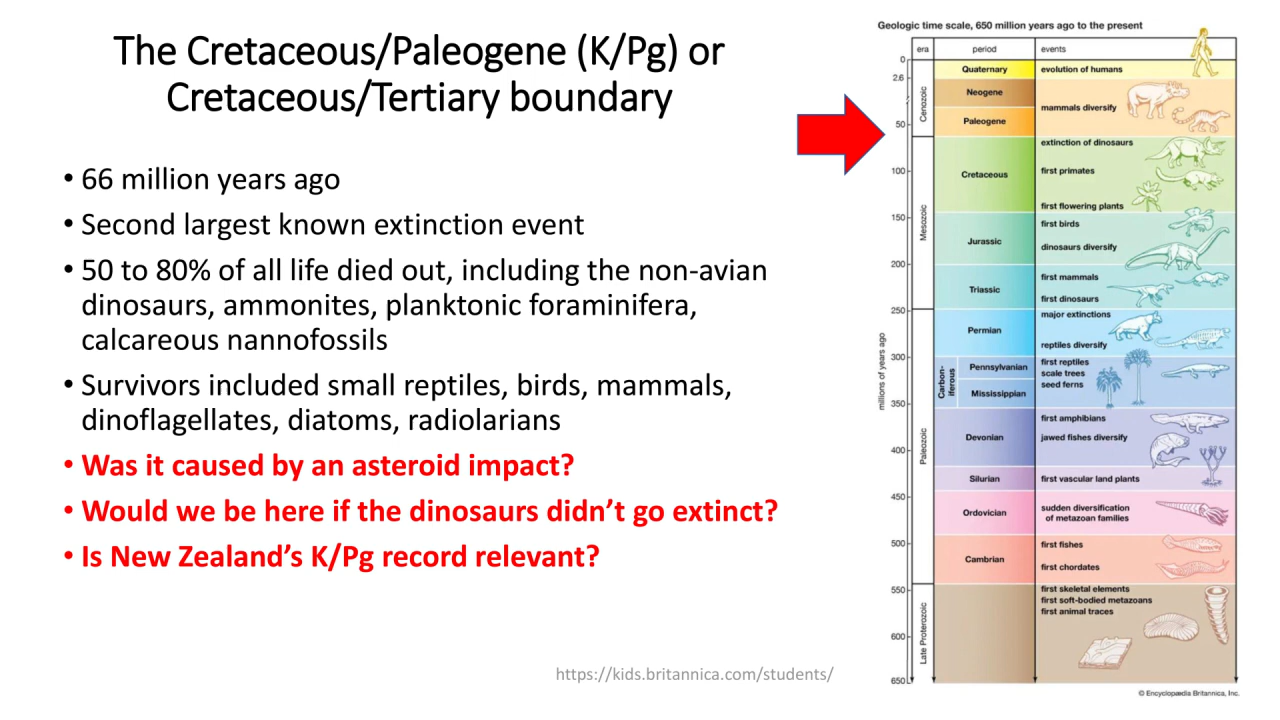 The Cretaceous/Paleogene (K/Pg) or
Cretaceous/Tertiary boundary
• 66 million years ago
• Second largest known extinction event
• 50 to 80% of all life died out, including the non-avian
dinosaurs, ammonites, planktonic foraminifera,
calcareous nannofossils
• Survivors included small reptiles, birds, mammals,
dinoflagellates, diatoms, radiolarians
• Was it caused by an asteroid impact?
• Would we be here if the dinosaurs didn’t go extinct?
• Is New Zealand’s K/Pg record relevant?
https://kids.britannica.com/students/
Geologic time scale, 650 million years ago to the present
era period events
0
2.6
50
100
150
200
250
300
350
400
450
500
550
600
650
millions of years ago
Cenozoic
Mesozoic
Paleozoic
Late Proterozoic
Quaternary
evolution of humans
Neogene
Paleogene
mammals diversify
Cretaceous
extinction of dinosaurs
first primates
first flowering plants
Jurassic
first birds
dinosaurs diversify
Triassic
first mammals
first dinosaurs
Permian
major extinctions
reptiles diversify
Carbon-
iferous
Pennsylvanian
Mississippian
first reptiles
scale trees
seed ferns
Devonian
first amphibians
jawed fishes diversify
Silurian
first vascular land plants
Ordovician
sudden diversification
of metazoan families
Cambrian
first fishes
first chordates
first skeletal elements
first soft-bodied metazoans
first animal traces
© Encyclopædia Britannica, Inc.